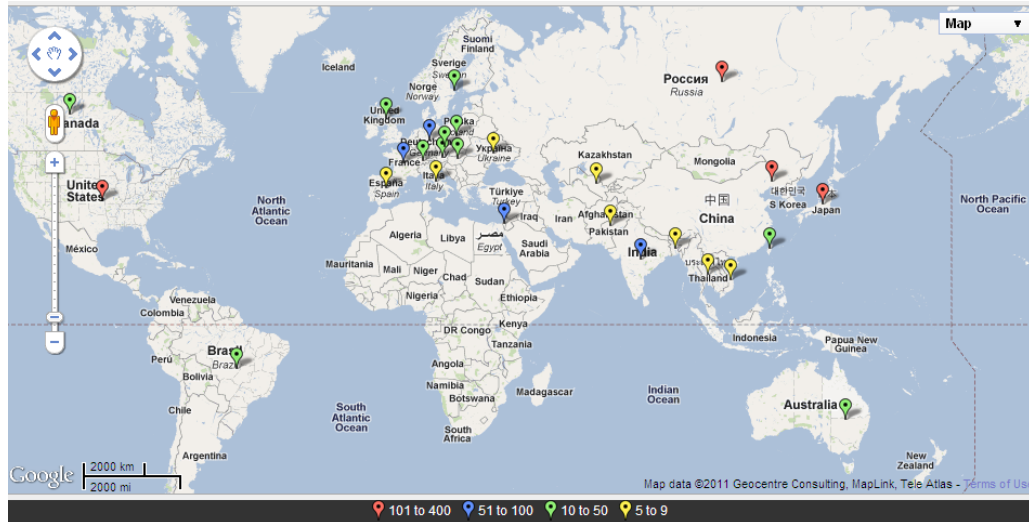 Map ▼
Suomi
Finland
Iceland
Sverige
Norge
Norway
Россия
Russia
United
Kingdom
Canada
Polska
Deutschland
Germany
Україна
Ukraine
France
Italia
Italy
España
Spain
Kazakhstan
Mongolia
United
States
North
Atlantic
Ocean
Türkiye
Turkey
Iraq
Iran
Afghanistan
Pakistan
中国
China
대한민국
S Korea
Japan
North Pacific
Ocean
México
Algeria
Libya
مصر
Egypt
Saudi
Arabia
India
Mauritania
Mali
Niger
Chad
Sudan
Thailand
Venezuela
Colombia
Nigeria
Ethiopia
DR Congo
Kenya
Tanzania
Indonesia
Papua New
Guinea
Brasil
Brazil
Perú
Bolivia
Angola
Namibia
Botswana
Madagascar
Indian
Ocean
Australia
Chile
South
Atlantic
Ocean
South
Africa
Argentina
New
Zealand
Google
2000 km
2000 mi
Map data ©2011 Geocentre Consulting, MapLink, Tele Atlas - Terms of Use
101 to 400 51 to 100 10 to 50 5 to 9